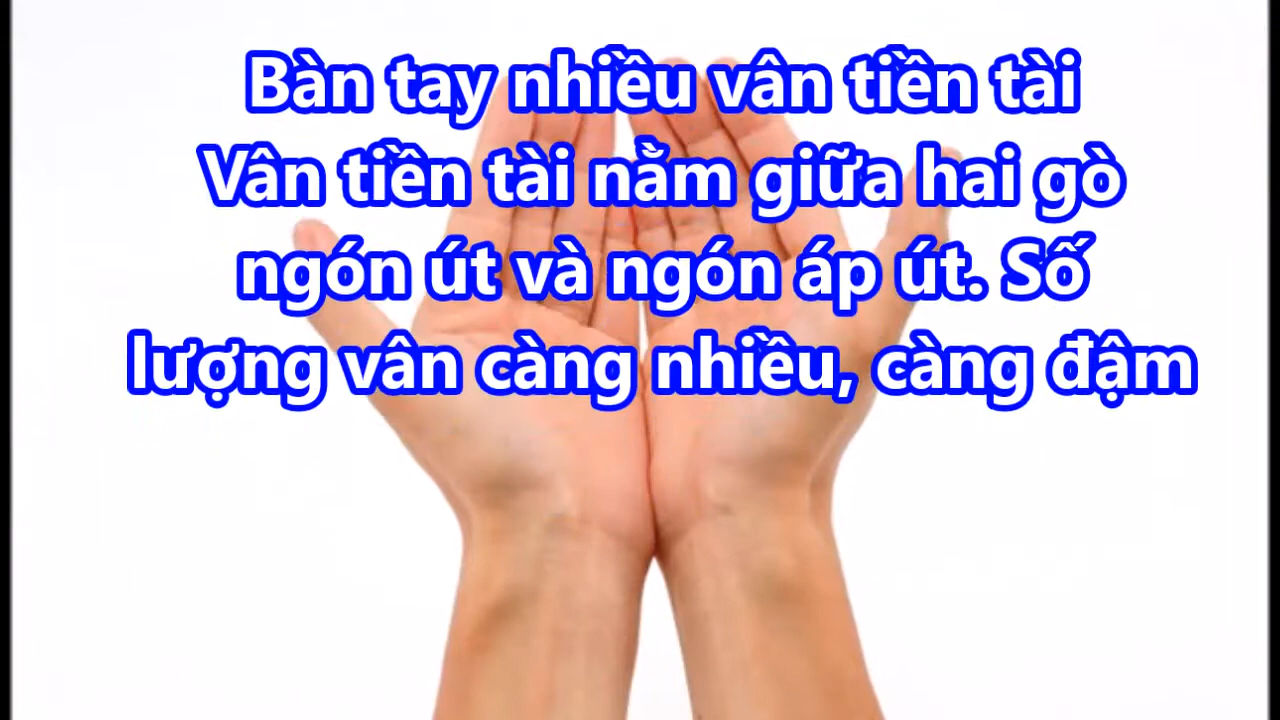 Bàn tay nhiều vân tiền tài
Vân tiền tài nằm giữa hai gò
ngón út và ngón áp út. Số
lượng vân càng nhiều, càng đậm